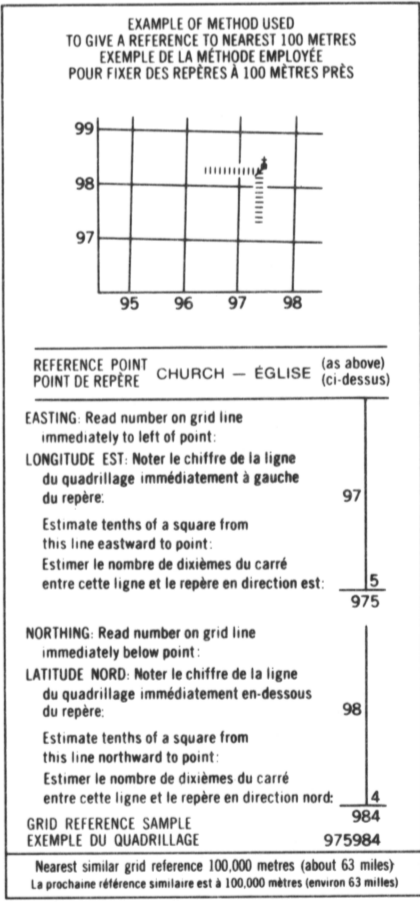 EXAMPLE OF METHOD USED
TO GIVE A REFERENCE TO NEAREST 100 METRES
EXEMPLE DE LA MÉTHODE EMPLOYÉE
POUR FIXER DES REPÈRES À 100 MÈTRES PRÈS
99
98
97
95 96 97 98
REFERENCE POINT CHURCH — ÉGLISE (as above)
POINT DE REPÈRE (ci-dessus)
EASTING: Read number on grid line
immediately to left of point:
LONGITUDE EST: Noter le chiffre de la ligne
du quadrillage immédiatement à gauche
du repère: 97
Estimate tenths of a square from
this line eastward to point:
Estimer le nombre de dixièmes du carré
entre cette ligne et le repère en direction est: 5
975
NORTHING: Read number on grid line
immediately below point:
LATITUDE NORD: Noter le chiffre de la ligne
du quadrillage immédiatement en-dessous
du repère: 98
Estimate tenths of a square from
this line northward to point:
Estimer le nombre de dixièmes du carré
entre cette ligne et le repère en direction nord: 4
984
GRID REFERENCE SAMPLE
EXEMPLE DU QUADRILLAGE 975984
Nearest similar grid reference 100,000 metres (about 63 miles)
La prochaine référence similaire est à 100,000 mètres (environ 63 milles)